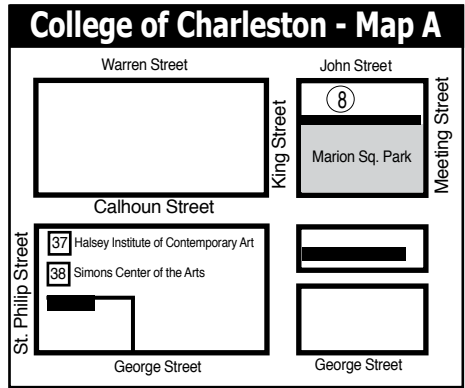 College of Charleston - Map A
Warren Street
John Street
8
King Street
Meeting Street
Marion Sq. Park
Calhoun Street
St. Philip Street
37 Halsey Institute of Contemporary Art
38 Simons Center of the Arts
George Street
George Street